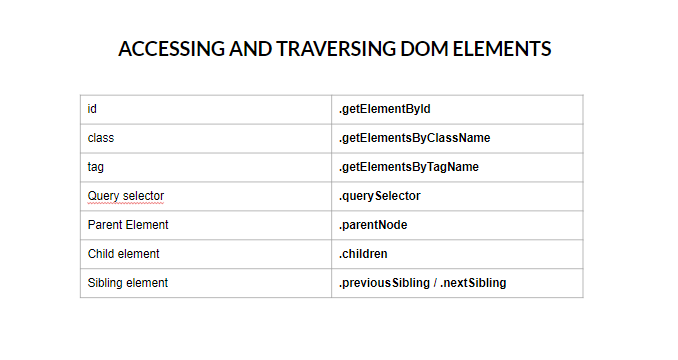 ACCESSING AND TRAVERSING DOM ELEMENTS
id .getElementById
class .getElementsByClassName
tag .getElementsByTagName
Query selector .querySelector
Parent Element .parentNode
Child element .children
Sibling element .previousSibling / .nextSibling